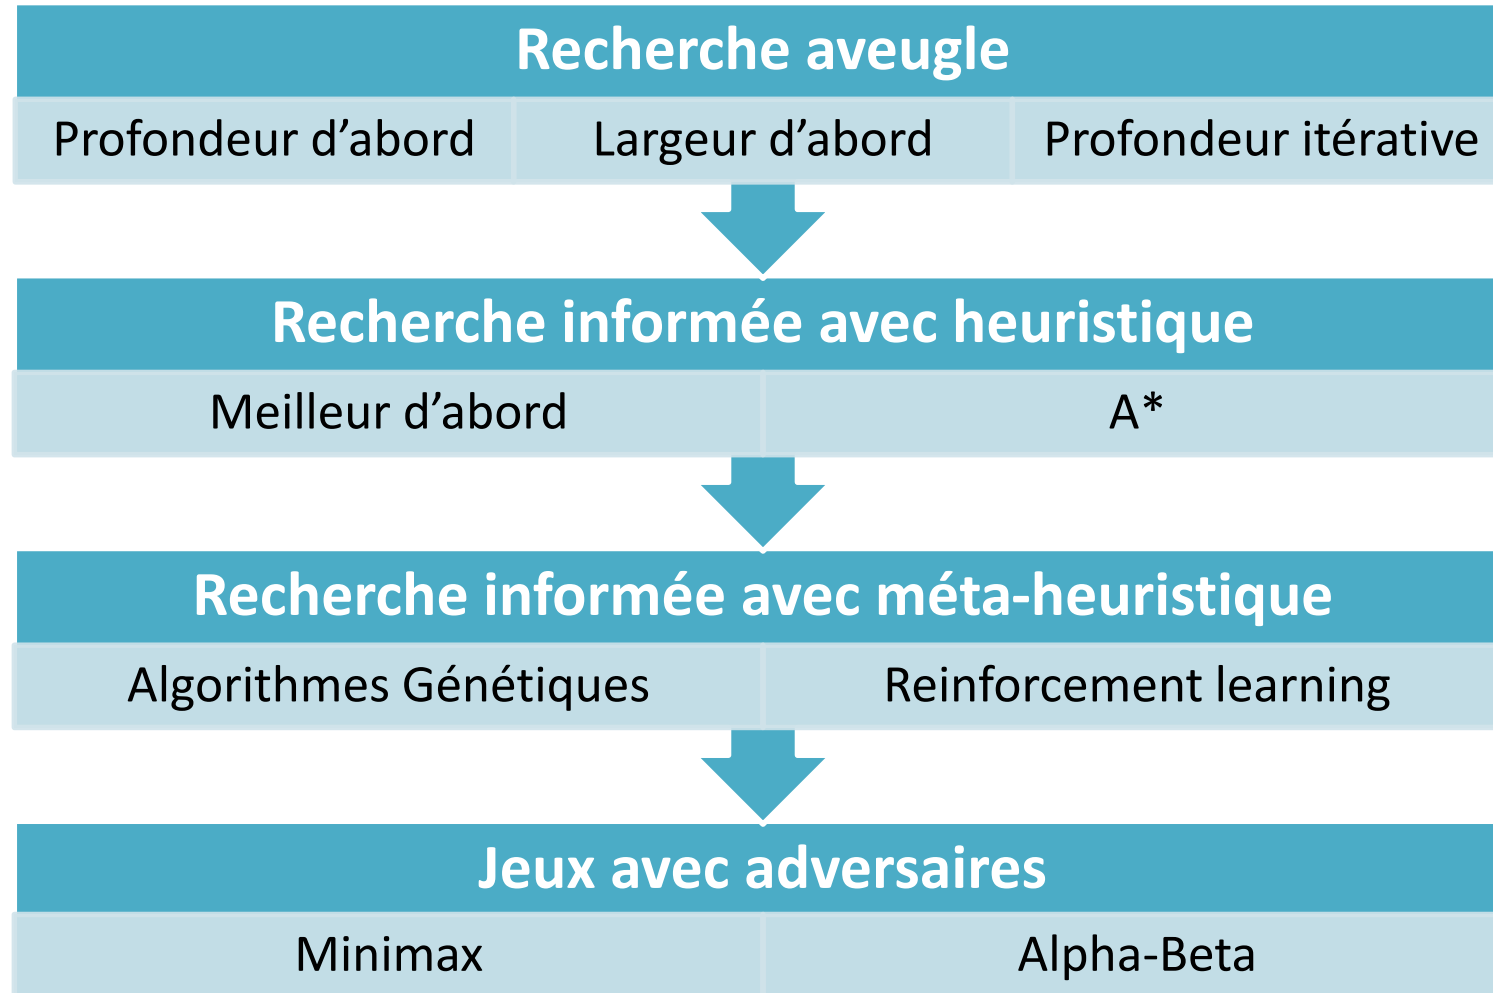 Recherche aveugle
Profondeur d’abord
Largeur d’abord
Profondeur itérative
Recherche informée avec heuristique
Meilleur d’abord
A*
Recherche informée avec méta-heuristique
Algorithmes Génétiques
Reinforcement learning
Jeux avec adversaires
Minimax
Alpha-Beta